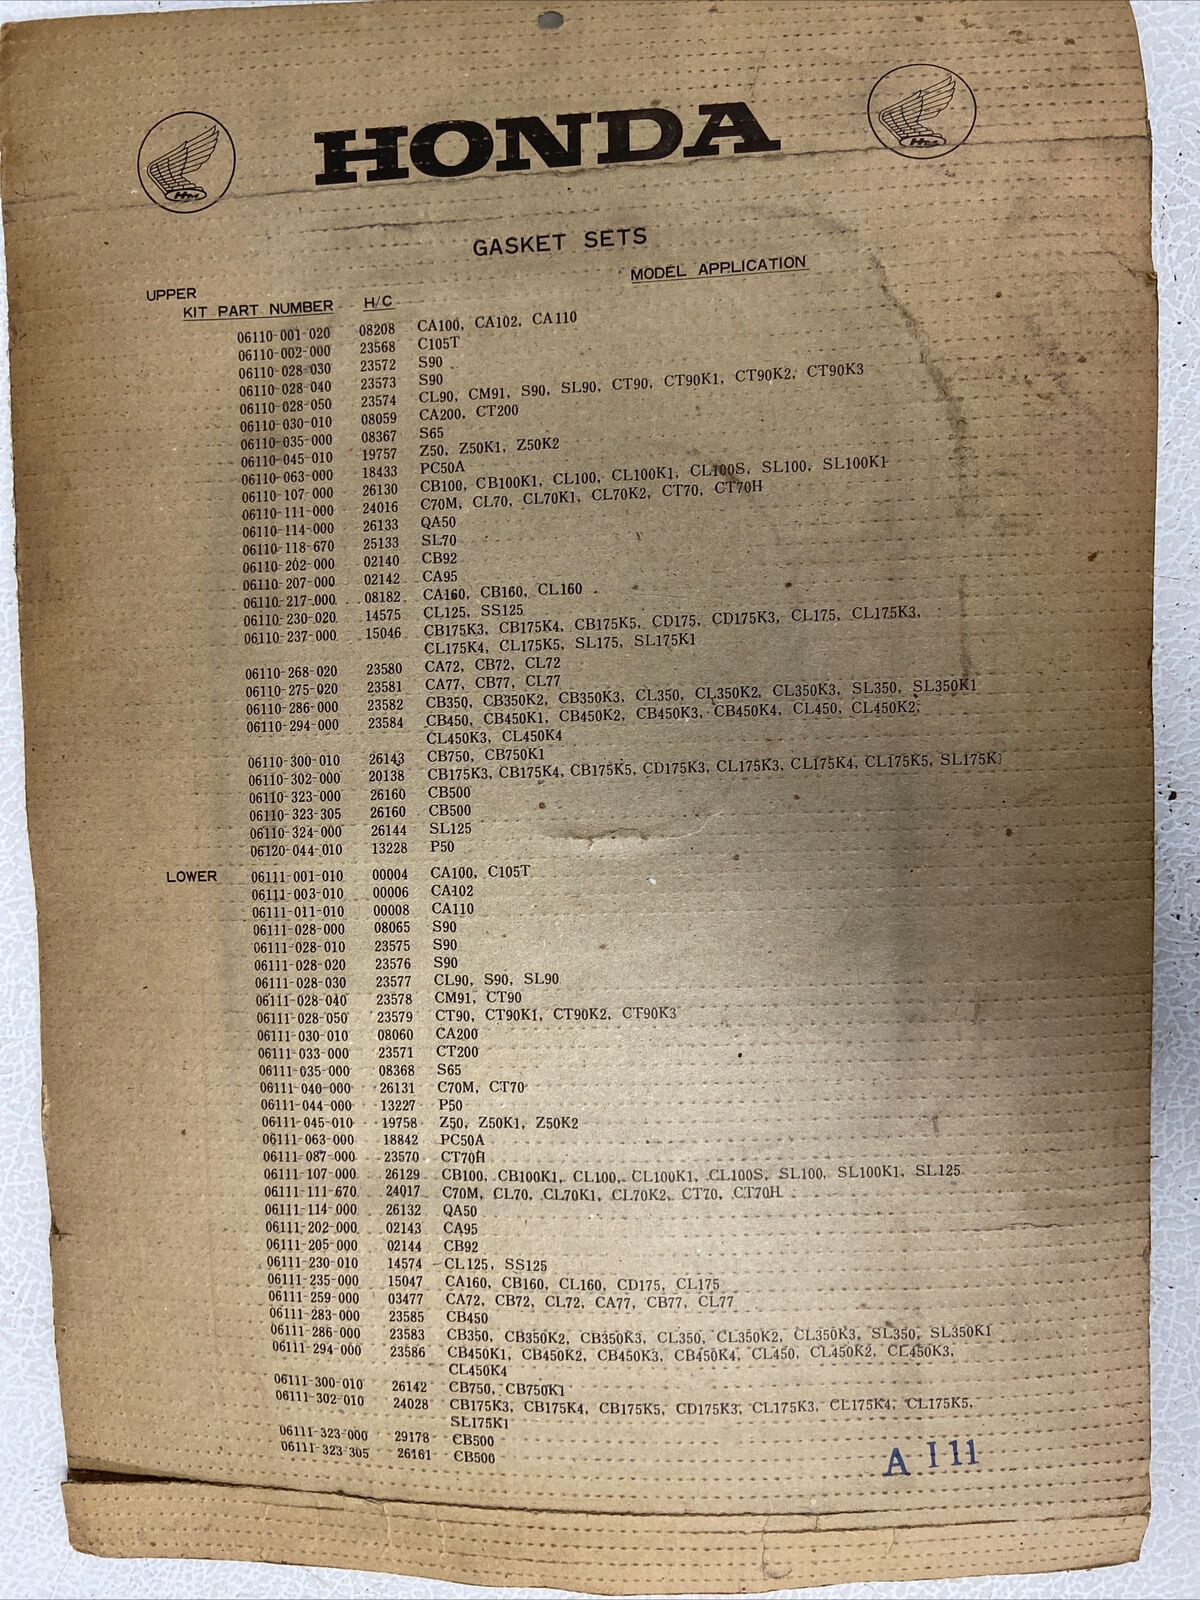 HONDA
GASKET SETS
MODEL APPLICATION
UPPER
KIT PART NUMBER H/C
06110-001-020 08208 CA100, CA102, CA110
06110-002-000 23568 C105T
06110-028-030 23572 S90
06110-028-040 23573 S90
06110-028-050 23574 CL90, CM91, S90, SL90, CT90, CT90K1, CT90K2, CT90K3
06110-030-010 08059 CA200, CT200
06110-035-000 08367 S65
06110-045-010 19757 Z50, Z50K1, Z50K2
06110-063-000 18433 PC50A
06110-107-000 26130 CB100, CB100K1, CL100, CL100K1, CL100S, SL100, SL100K1
06110-111-000 24016 C70M, CL70, CL70K1, CL70K2, CT70, CT70H
06110-114-000 26133 QA50
06110-118-670 25133 SL70
06110-202-000 02140 CB92
06110-207-000 02142 CA95
06110-217-000 08182 CA160, CB160, CL160
06110-230-020 14575 CL125, SS125
06110-237-000 15046 CB175K3, CB175K4, CB175K5, CD175, CD175K3, CL175, CL175K3,
CL175K4, CL175K5, SL175, SL175K1
06110-268-020 23580 CA72, CB72, CL72
06110-275-020 23581 CA77, CB77, CL77
06110-286-000 23582 CB350, CB350K2, CB350K3, CL350, CL350K2, CL350K3, SL350, SL350K1
06110-294-000 23584 CB450, CB450K1, CB450K2, CB450K3, CB450K4, CL450, CL450K2,
CL450K3, CL450K4
06110-300-010 26143 CB750, CB750K1
06110-302-000 20138 CB175K3, CB175K4, CB175K5, CD175K3, CL175K3, CL175K4, CL175K5, SL175K1
06110-323-000 26160 CB500
06110-323-305 26160 CB500
06110-324-000 26144 SL125
06120-044-010 13228 P50
LOWER 06111-001-010 00004 CA100, C105T
06111-003-010 00006 CA102
06111-011-010 00008 CA110
06111-028-000 08065 S90
06111-028-010 23575 S90
06111-028-020 23576 S90
06111-028-030 23577 CL90, S90, SL90
06111-028-040 23578 CM91, CT90
06111-028-050 23579 CT90, CT90K1, CT90K2, CT90K3
06111-030-010 08060 CA200
06111-033-000 23571 CT200
06111-035-000 08368 S65
06111-040-000 26131 C70M, CT70
06111-044-000 13227 P50
06111-045-010 19758 Z50, Z50K1, Z50K2
06111-063-000 18842 PC50A
06111-087-000 23570 CT70H
06111-107-000 26129 CB100, CB100K1, CL100, CL100K1, CL100S, SL100, SL100K1, SL125
06111-111-670 24017 C70M, CL70, CL70K1, CL70K2, CT70, CT70H
06111-114-000 26132 QA50
06111-202-000 02143 CA95
06111-205-000 02144 CB92
06111-230-010 14574 CL125, SS125
06111-235-000 15047 CA160, CB160, CL160, CD175, CL175
06111-259-000 03477 CA72, CB72, CL72, CA77, CB77, CL77
06111-283-000 23585 CB450
06111-286-000 23583 CB350, CB350K2, CB350K3, CL350, CL350K2, CL350K3, SL350, SL350K1
06111-294-000 23586 CB450K1, CB450K2, CB450K3, CB450K4, CL450, CL450K2, CL450K3,
CL450K4
06111-300-010 26142 CB750, CB750K1
06111-302-010 24028 CB175K3, CB175K4, CB175K5, CD175K3, CL175K3, CL175K4, CL175K5,
SL175K1
06111-323-000 29178 CB500
06111-323-305 26161 CB500
A 111